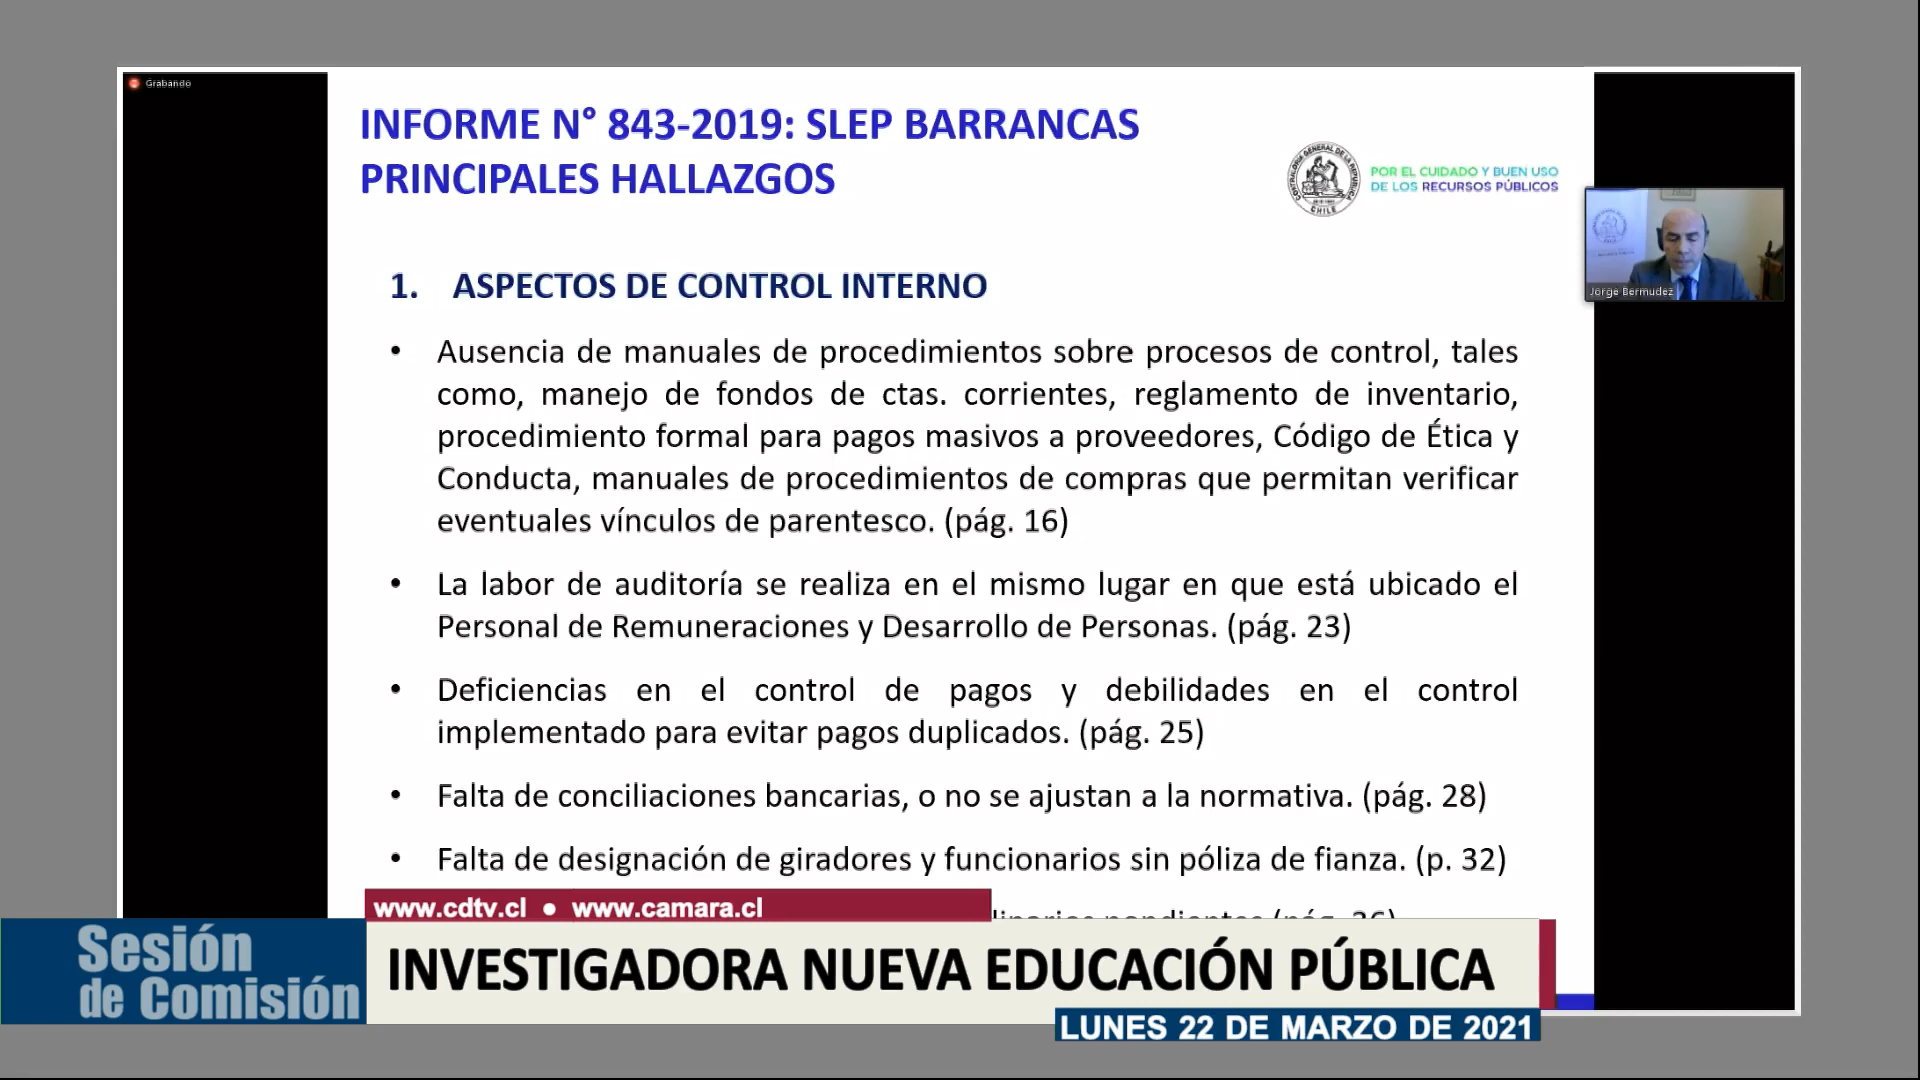 Grabando
INFORME N° 843-2019: SLEP BARRANCAS
PRINCIPALES HALLAZGOS
CONTRALORÍA GENERAL DE LA REPÚBLICA
CHILE
POR EL CUIDADO Y BUEN USO
DE LOS RECURSOS PÚBLICOS
Jorge Bermudez
1. ASPECTOS DE CONTROL INTERNO
• Ausencia de manuales de procedimientos sobre procesos de control, tales
como, manejo de fondos de ctas. corrientes, reglamento de inventario,
procedimiento formal para pagos masivos a proveedores, Código de Ética y
Conducta, manuales de procedimientos de compras que permitan verificar
eventuales vínculos de parentesco. (pág. 16)
• La labor de auditoría se realiza en el mismo lugar en que está ubicado el
Personal de Remuneraciones y Desarrollo de Personas. (pág. 23)
• Deficiencias en el control de pagos y debilidades en el control
implementado para evitar pagos duplicados. (pág. 25)
• Falta de conciliaciones bancarias, o no se ajustan a la normativa. (pág. 28)
• Falta de designación de giradores y funcionarios sin póliza de fianza. (p. 32)
www.cdtv.cl • www.camara.cl
Sesión
de Comisión
INVESTIGADORA NUEVA EDUCACIÓN PÚBLICA
LUNES 22 DE MARZO DE 2021